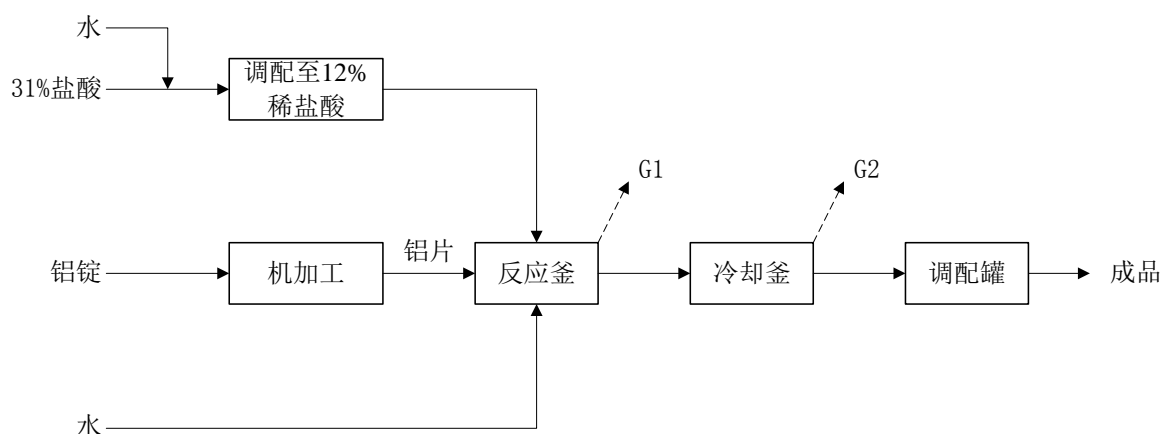 水
31%盐酸
调配至12%
稀盐酸
G1
G2
铝锭
机加工
铝片
反应釜
冷却釜
调配罐
成品
水